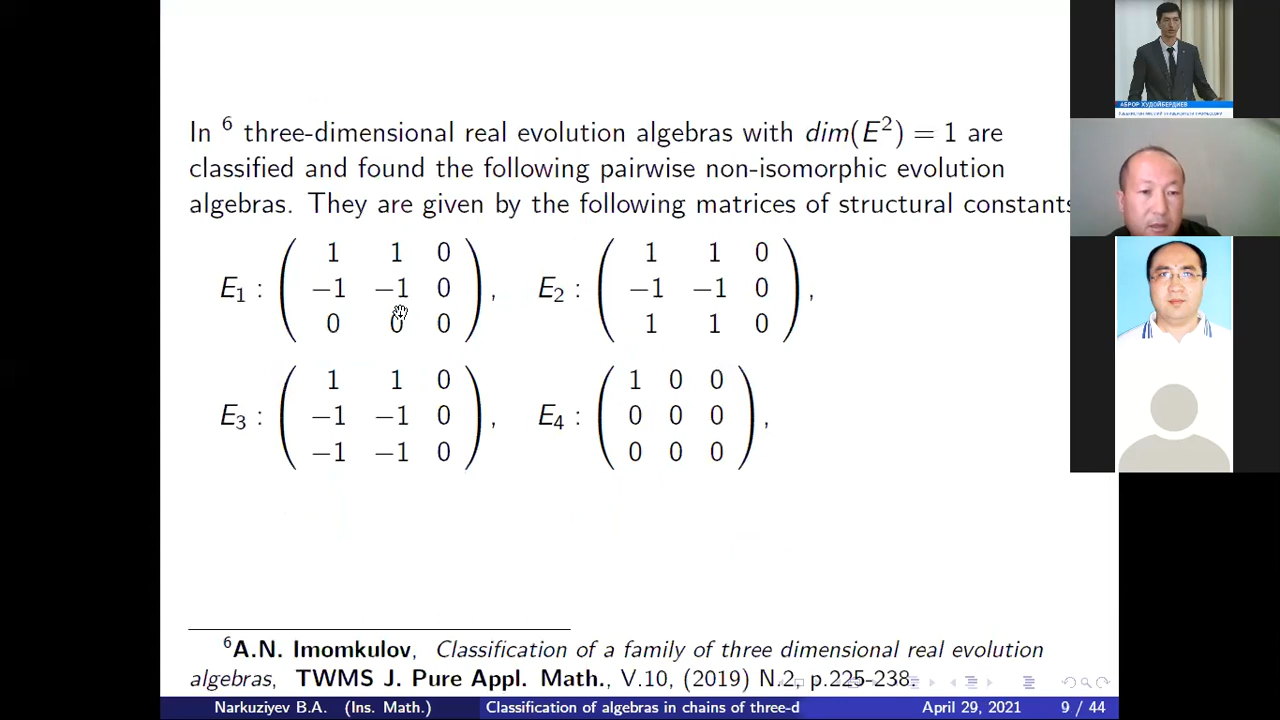 In 6 three-dimensional real evolution algebras with dim(E2) = 1 are
classified and found the following pairwise non-isomorphic evolution
algebras. They are given by the following matrices of structural constants
E1 : ( 1 1 0
−1 −1 0
0 0 0 ),
E2 : ( 1 1 0
−1 −1 0
1 1 0 ),
E3 : ( 1 1 0
−1 −1 0
−1 −1 0 ),
E4 : ( 1 0 0
0 0 0
0 0 0 ),
6A.N. Imomkulov, Classification of a family of three dimensional real evolution
algebras, TWMS J. Pure Appl. Math., V.10, (2019) N.2, p.225-238.
Narkuziyev B.A. (Ins. Math.) Classification of algebras in chains of three-d April 29, 2021 9 / 44
АБРОР ХУДОЙБЕРДИЕВ